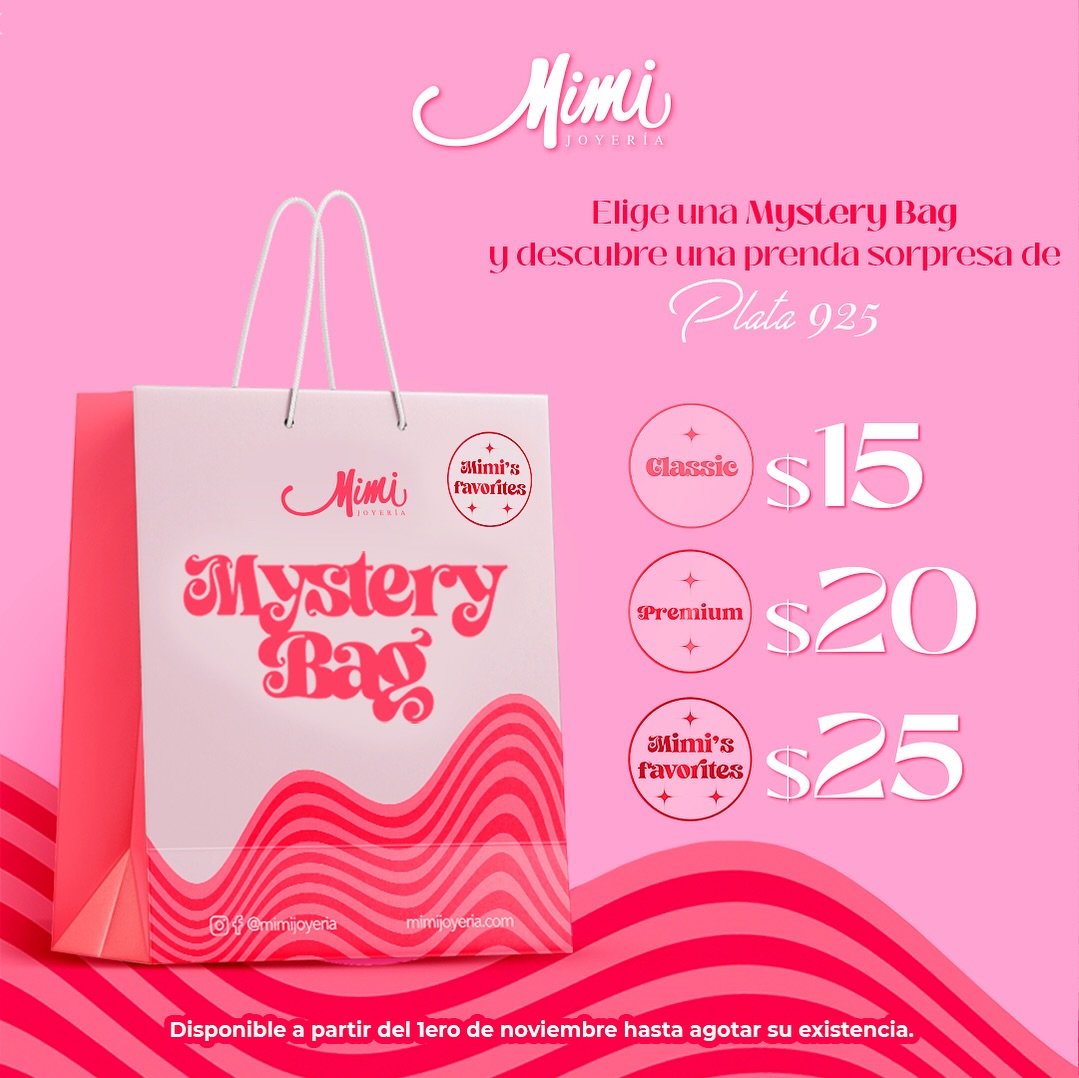 Mimi
JOYERÍA
Elige una Mystery Bag
y descubre una prenda sorpresa de
Plata 925
Classic
$15
Premium
$20
Mimi's
favorites
$25
Mimi
JOYERÍA
Mimi's
favorites
Mystery
Bag
@mimijoyeria
mimijoyeria.com
Disponible a partir del 1ero de noviembre hasta agotar su existencia.